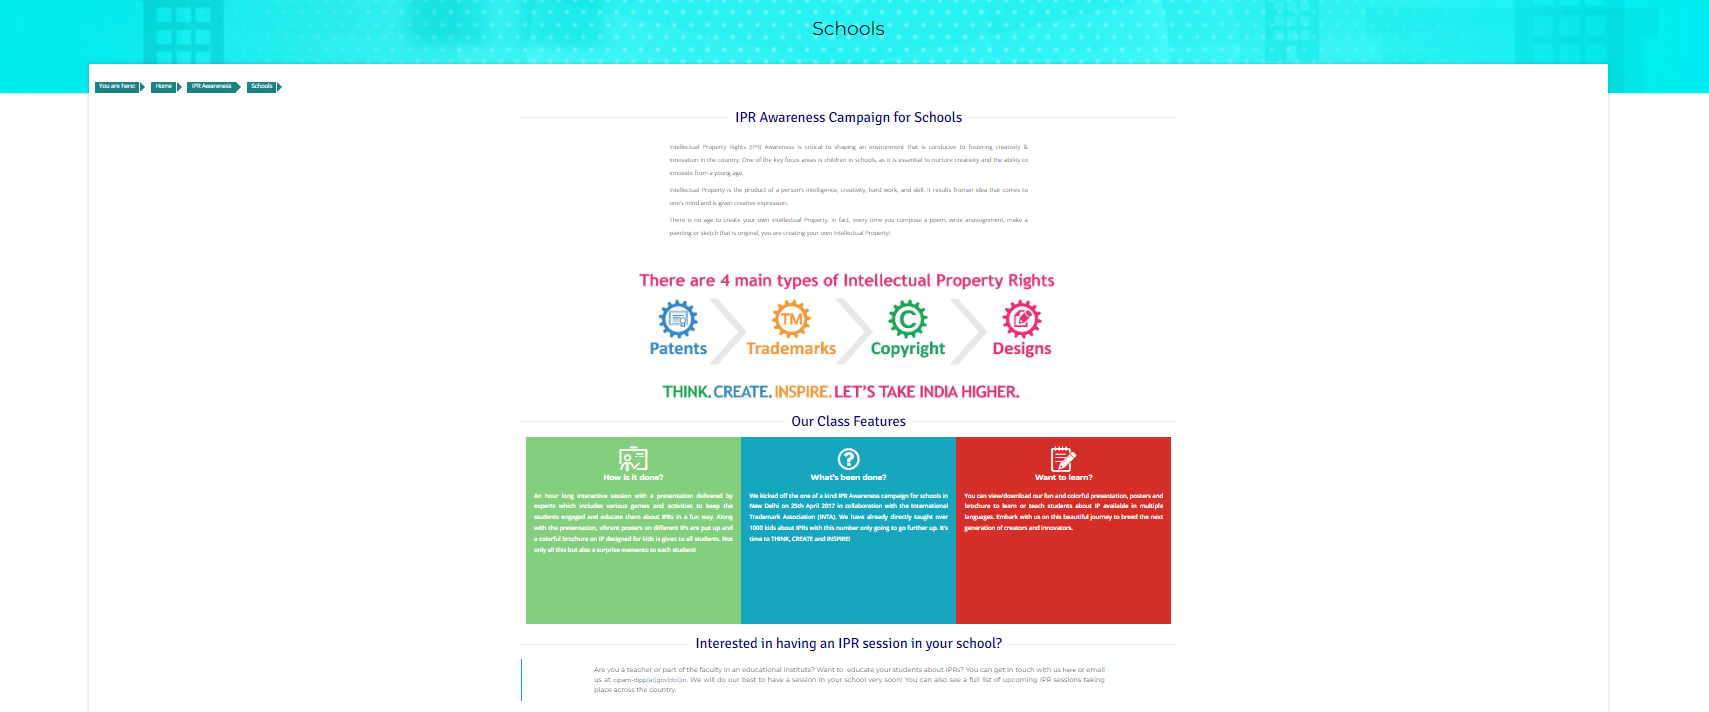 Schools
You are here: Home IPR Awareness Schools
IPR Awareness Campaign for Schools
Intellectual Property Rights (IPR) Awareness is critical to shaping an environment that is conducive to fostering creativity &
innovation in the country. One of the key focus areas is children in schools, as it is essential to nurture creativity and the ability to
innovate from a young age.
Intellectual Property is the product of a person's intelligence, creativity, hard work, and skill. It results froman idea that comes to
one's mind and is given creative expression.
There is no age to create your own Intellectual Property. In fact, every time you compose a poem, write anassignment, make a
painting or sketch that is original, you are creating your own Intellectual Property!
There are 4 main types of Intellectual Property Rights
TM C
Patents Trademarks Copyright Designs
THINK. CREATE. INSPIRE. LET'S TAKE INDIA HIGHER.
Our Class Features
How is it done?
An hour long interactive session with a presentation delivered by
experts which includes various games and activities to keep the
students engaged and educate them about IPRs in a fun way. Along
with the presentation, vibrant posters on different IPs are put up and
a colorful brochure on IP designed for kids is given to all students. Not
only all this but also a surprise memento to each student!
?
What's been done?
We kicked off the one of a kind IPR Awareness campaign for schools in
New Delhi on 25th April 2017 in collaboration with the International
Trademark Association (INTA). We have already directly taught over
1000 kids about IPRs with this number only going to go further up. It's
time to THINK, CREATE and INSPIRE!
Want to learn?
You can view/download our fun and colorful presentation, posters and
brochure to learn or teach students about IP available in multiple
languages. Embark with us on this beautiful journey to breed the next
generation of creators and innovators.
Interested in having an IPR session in your school?
Are you a teacher or part of the faculty in an educational institute? Want to educate your students about IPRs? You can get in touch with us here or email
us at cipam-dipp[at]gov[dot]in. We will do our best to have a session in your school very soon! You can also see a full list of upcoming IPR sessions taking
place across the country.